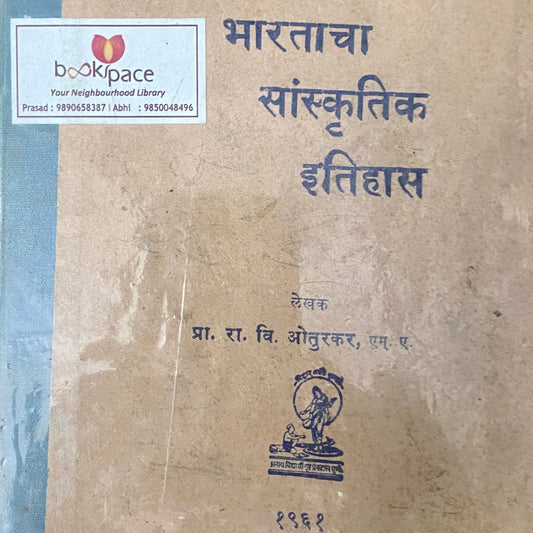 bookspace
Your Neighbourhood Library
Prasad : 9890658387 | Abhi : 9850048496
भारताचा
सांस्कृतिक
इतिहास
लेखक
प्रा. रा. वि. ओतुरकर, एम्. ए.
१९६१